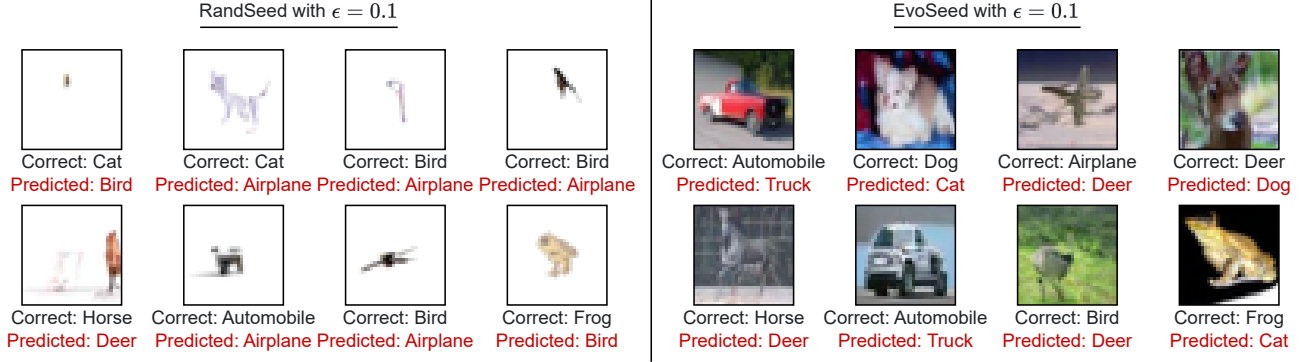 RandSeed with ϵ = 0.1
Correct: Cat
Predicted: Bird
Correct: Cat
Predicted: Airplane
Correct: Bird
Predicted: Airplane
Correct: Bird
Predicted: Airplane
Correct: Horse
Predicted: Deer
Correct: Automobile
Predicted: Airplane
Correct: Bird
Predicted: Airplane
Correct: Frog
Predicted: Bird
EvoSeed with ϵ = 0.1
Correct: Automobile
Predicted: Truck
Correct: Dog
Predicted: Cat
Correct: Airplane
Predicted: Deer
Correct: Deer
Predicted: Dog
Correct: Horse
Predicted: Deer
Correct: Automobile
Predicted: Truck
Correct: Bird
Predicted: Deer
Correct: Frog
Predicted: Cat